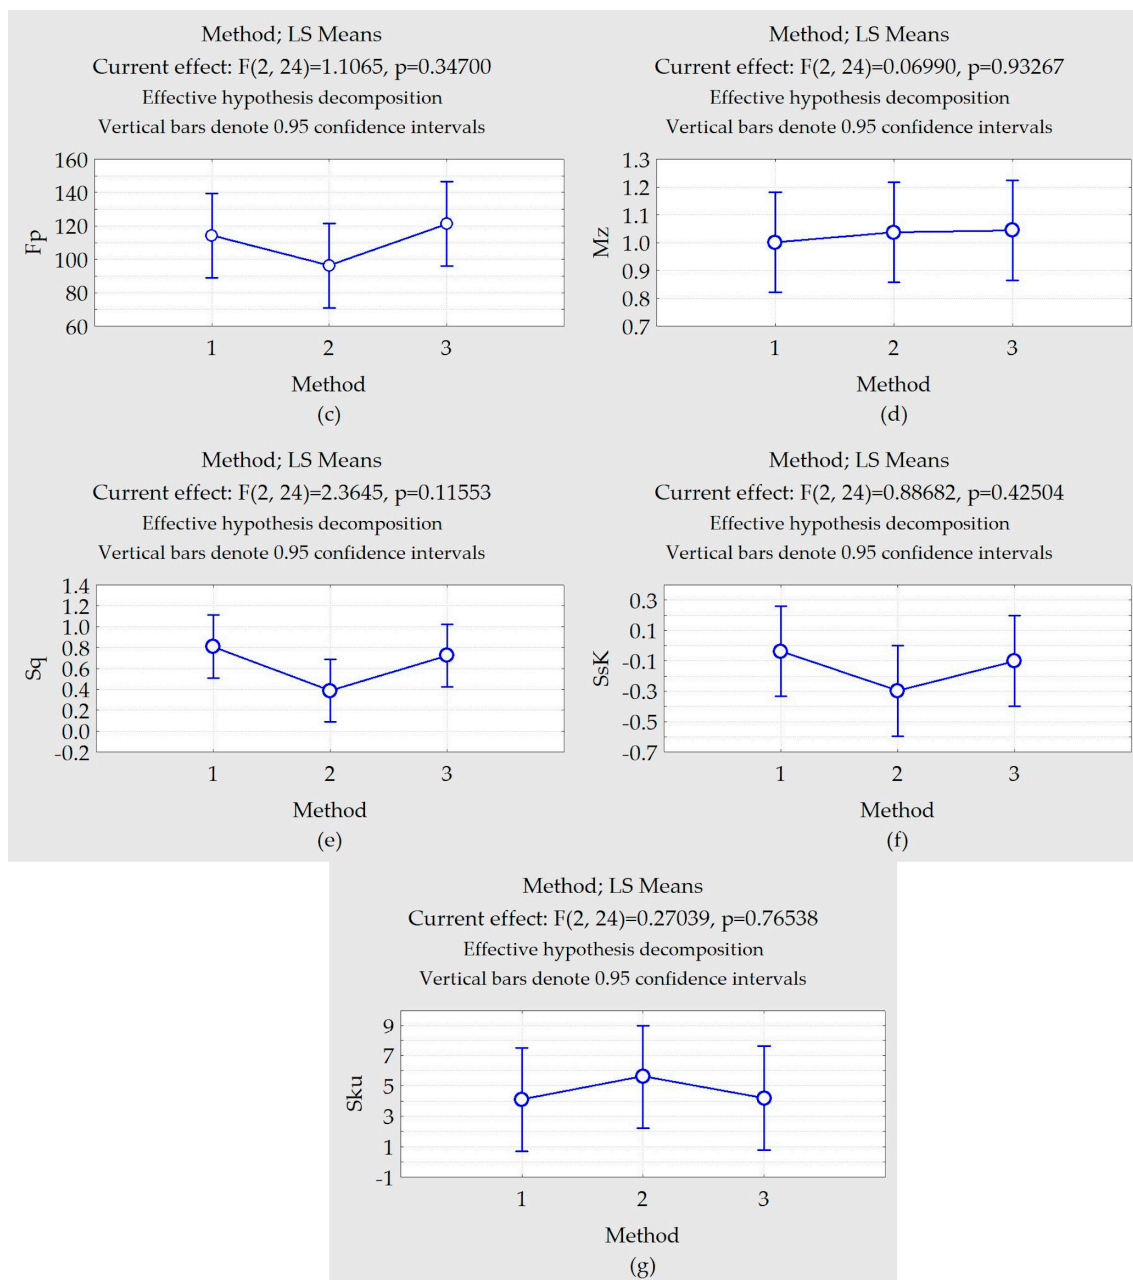 Method; LS Means
Current effect: F(2, 24)=1.1065, p=0.34700
Effective hypothesis decomposition
Vertical bars denote 0.95 confidence intervals
160
140
120
100
80
60
Fp
1 2 3
Method
(c)
Method; LS Means
Current effect: F(2, 24)=0.06990, p=0.93267
Effective hypothesis decomposition
Vertical bars denote 0.95 confidence intervals
1.3
1.2
1.1
1.0
0.9
0.8
0.7
Mz
1 2 3
Method
(d)
Method; LS Means
Current effect: F(2, 24)=2.3645, p=0.11553
Effective hypothesis decomposition
Vertical bars denote 0.95 confidence intervals
1.4
1.2
1.0
0.8
0.6
0.4
0.2
0.0
-0.2
Sq
1 2 3
Method
(e)
Method; LS Means
Current effect: F(2, 24)=0.88682, p=0.42504
Effective hypothesis decomposition
Vertical bars denote 0.95 confidence intervals
0.3
0.1
-0.1
-0.3
-0.5
-0.7
SsK
1 2 3
Method
(f)
Method; LS Means
Current effect: F(2, 24)=0.27039, p=0.76538
Effective hypothesis decomposition
Vertical bars denote 0.95 confidence intervals
9
7
5
3
1
-1
Sku
1 2 3
Method
(g)